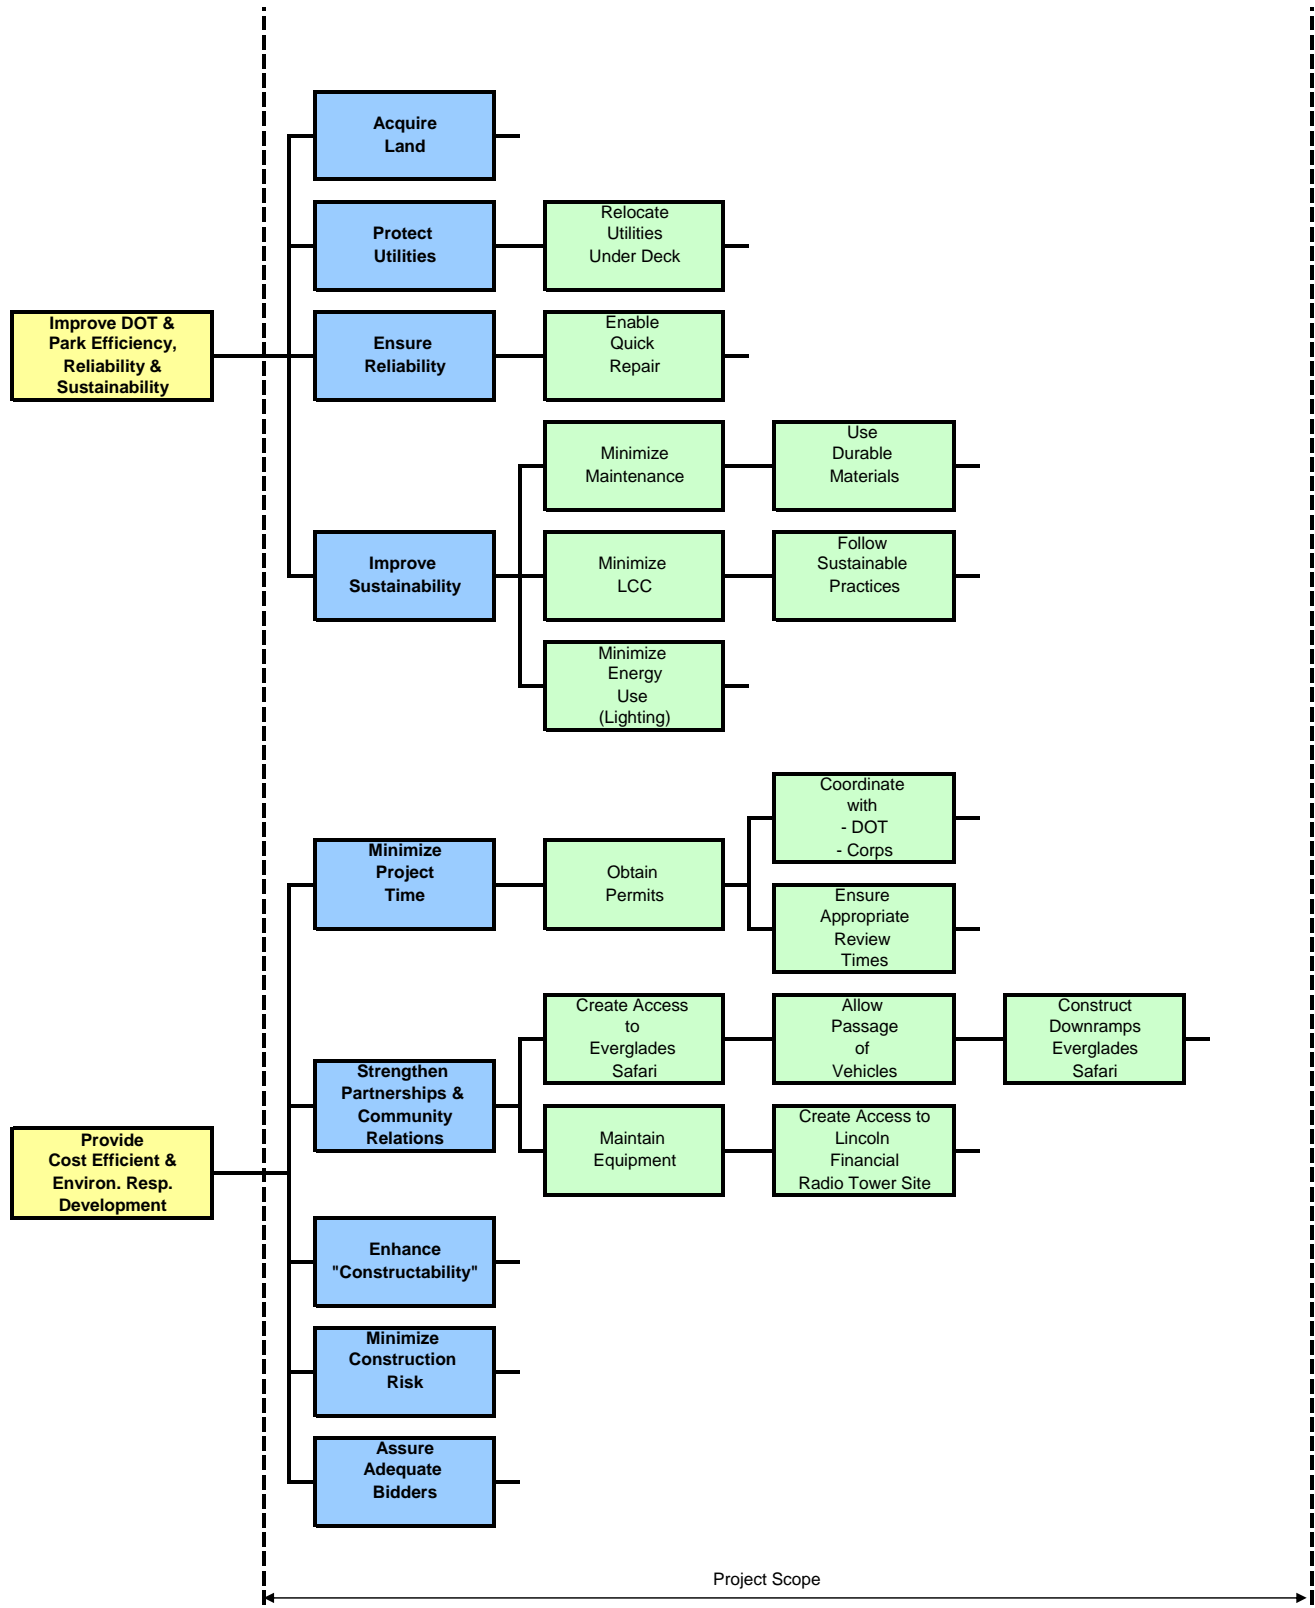 Acquire
Land
Protect
Utilities
Relocate
Utilities
Under Deck
Improve DOT &
Park Efficiency,
Reliability &
Sustainability
Ensure
Reliability
Enable
Quick
Repair
Minimize
Maintenance
Use
Durable
Materials
Improve
Sustainability
Minimize
LCC
Follow
Sustainable
Practices
Minimize
Energy
Use
(Lighting)
Coordinate
with
- DOT
- Corps
Minimize
Project
Time
Obtain
Permits
Ensure
Appropriate
Review
Times
Create Access
to
Everglades
Safari
Allow
Passage
of
Vehicles
Construct
Downramps
Everglades
Safari
Strengthen
Partnerships &
Community
Relations
Maintain
Equipment
Create Access to
Lincoln
Financial
Radio Tower Site
Provide
Cost Efficient &
Environ. Resp.
Development
Enhance
"Constructability"
Minimize
Construction
Risk
Assure
Adequate
Bidders
Project Scope